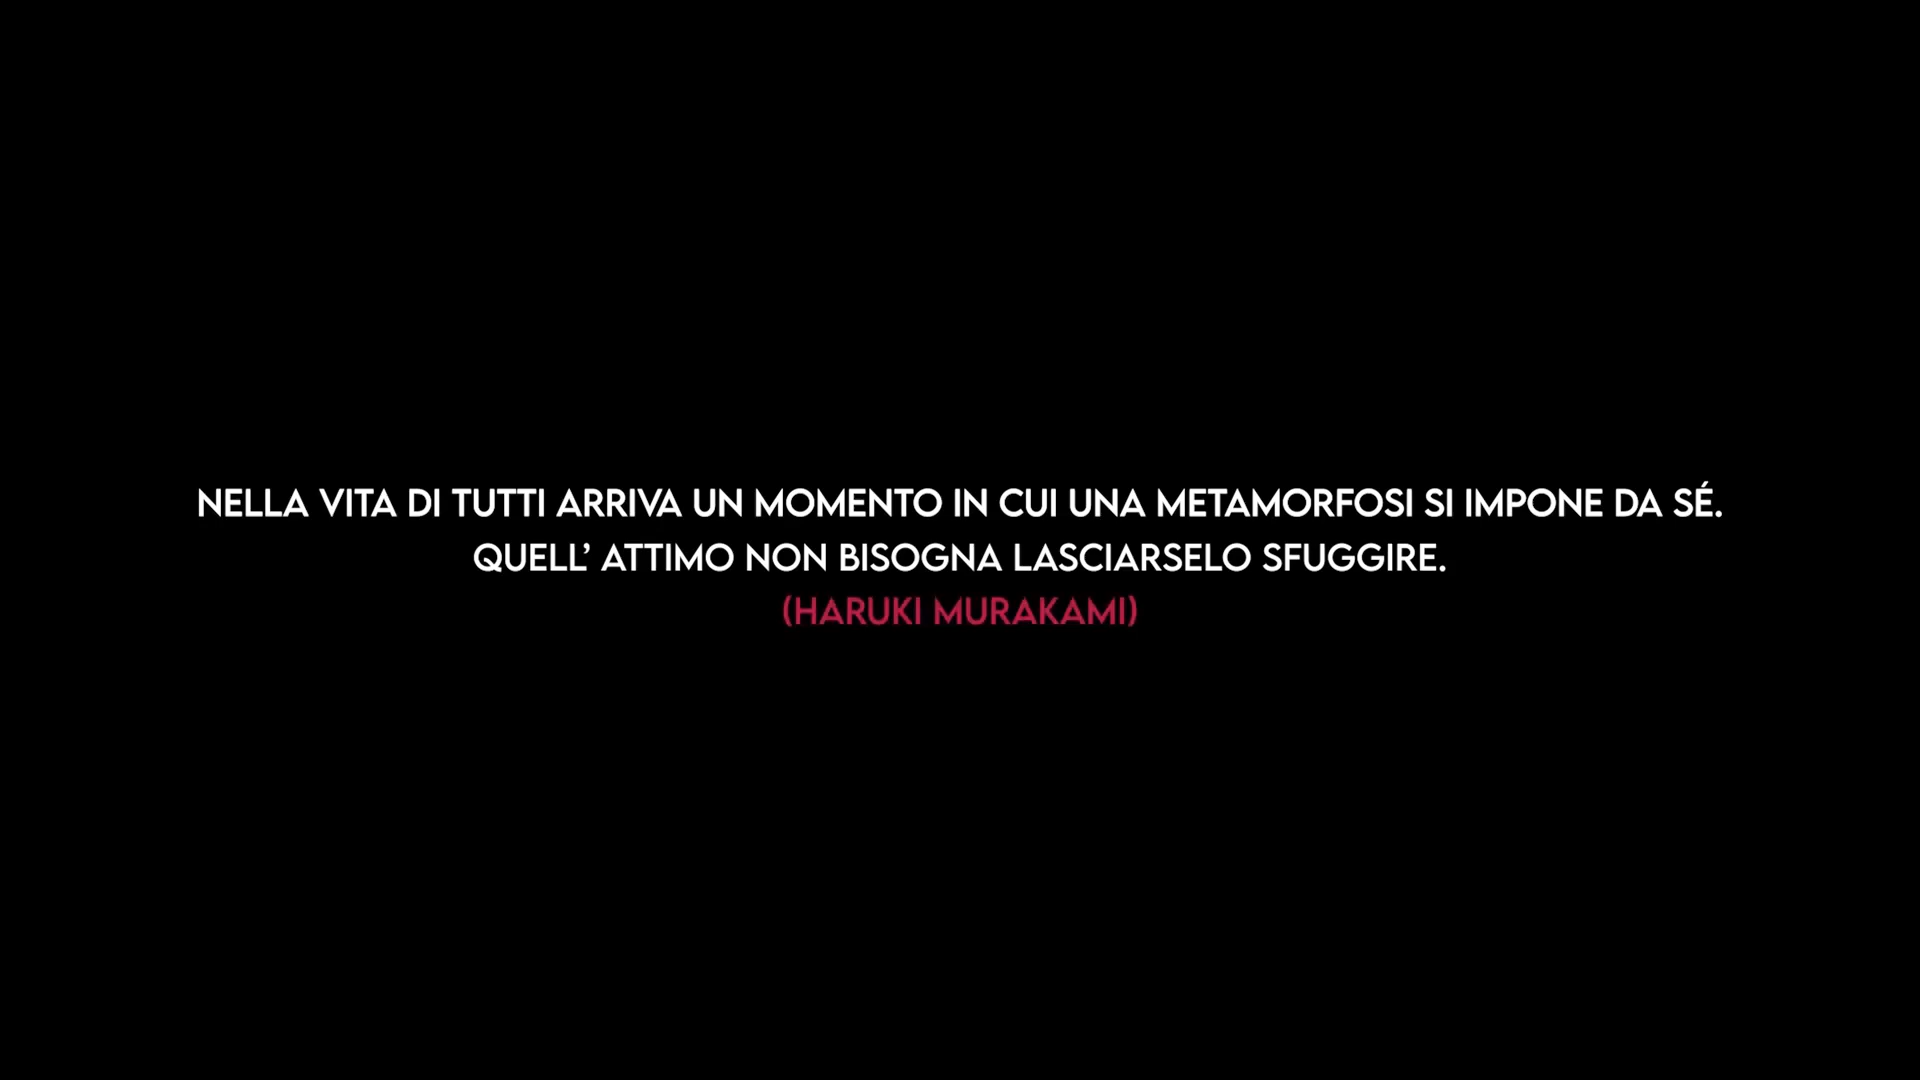 NELLA VITA DI TUTTI ARRIVA UN MOMENTO IN CUI UNA METAMORFOSI SI IMPONE DA SÉ.
QUELL’ ATTIMO NON BISOGNA LASCIARSELO SFUGGIRE.
(HARUKI MURAKAMI)